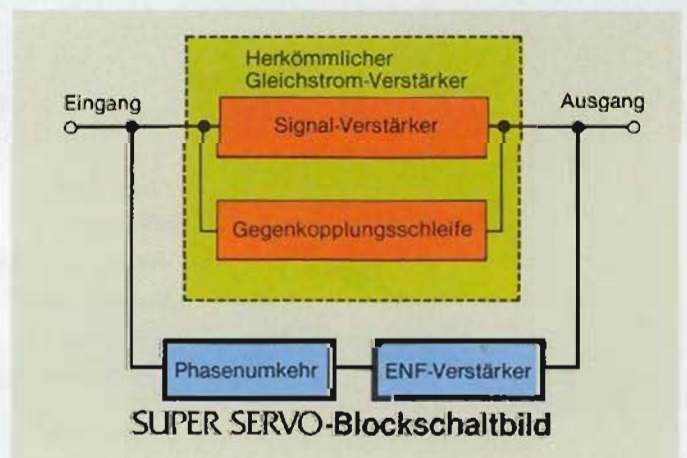 Herkömmlicher
Gleichstrom-Verstärker
Eingang
Ausgang
Signal-Verstärker
Gegenkopplungsschleife
Phasenumkehr
ENF-Verstärker
SUPER SERVO-Blockschaltbild